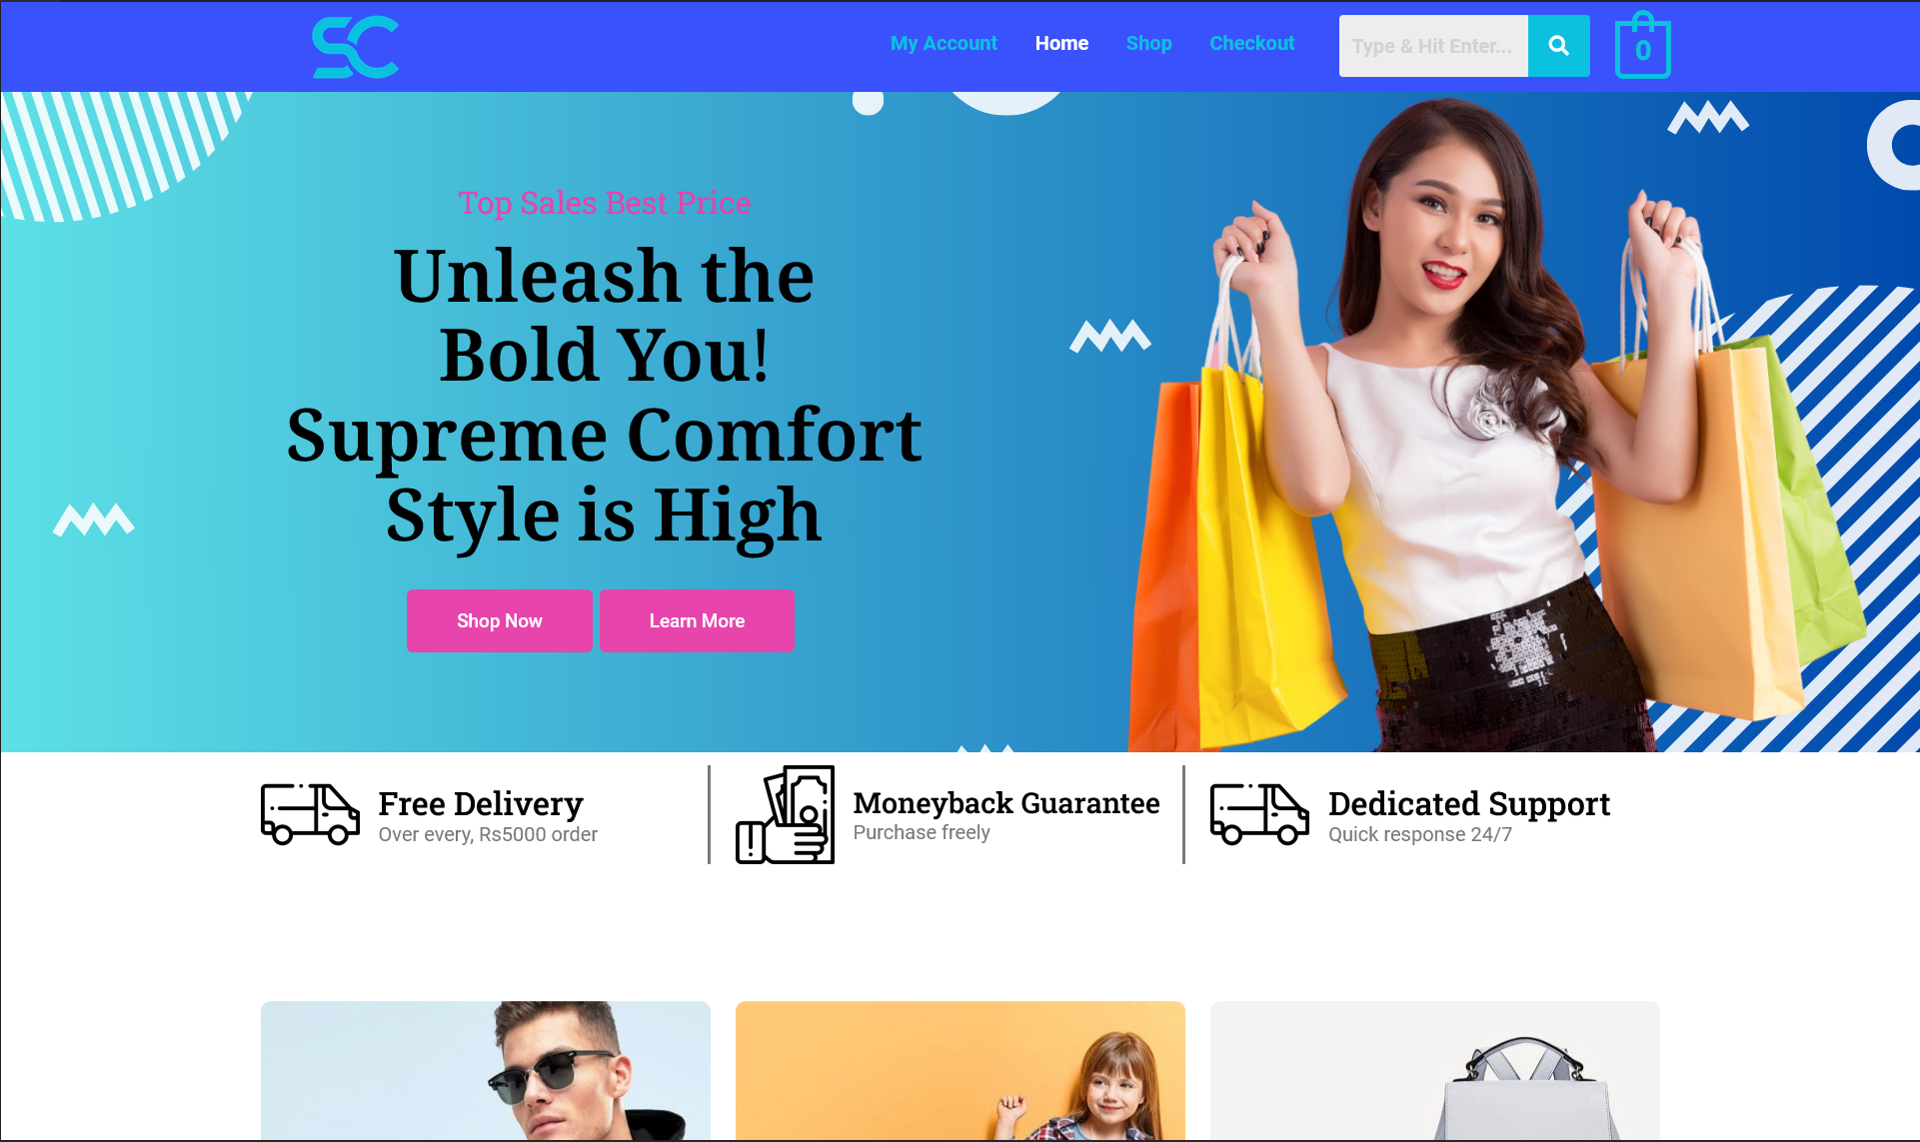 SC
My Account Home Shop Checkout Type & Hit Enter... 0
Top Sales Best Price
Unleash the
Bold You!
Supreme Comfort
Style is High
Shop Now Learn More
Free Delivery
Over every, Rs5000 order
Moneyback Guarantee
Purchase freely
Dedicated Support
Quick response 24/7